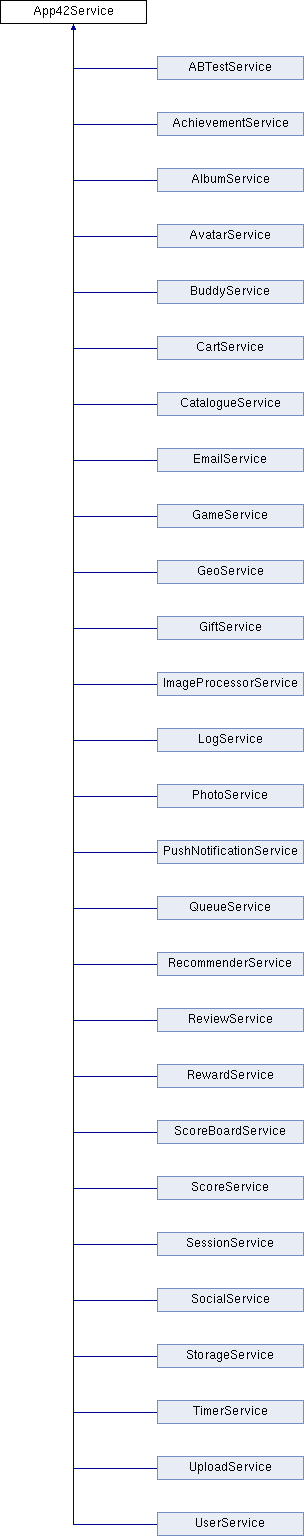 App42Service
ABTestService
AchievementService
AlbumService
AvatarService
BuddyService
CartService
CatalogueService
EmailService
GameService
GeoService
GiftService
ImageProcessorService
LogService
PhotoService
PushNotificationService
QueueService
RecommenderService
ReviewService
RewardService
ScoreBoardService
ScoreService
SessionService
SocialService
StorageService
TimerService
UploadService
UserService